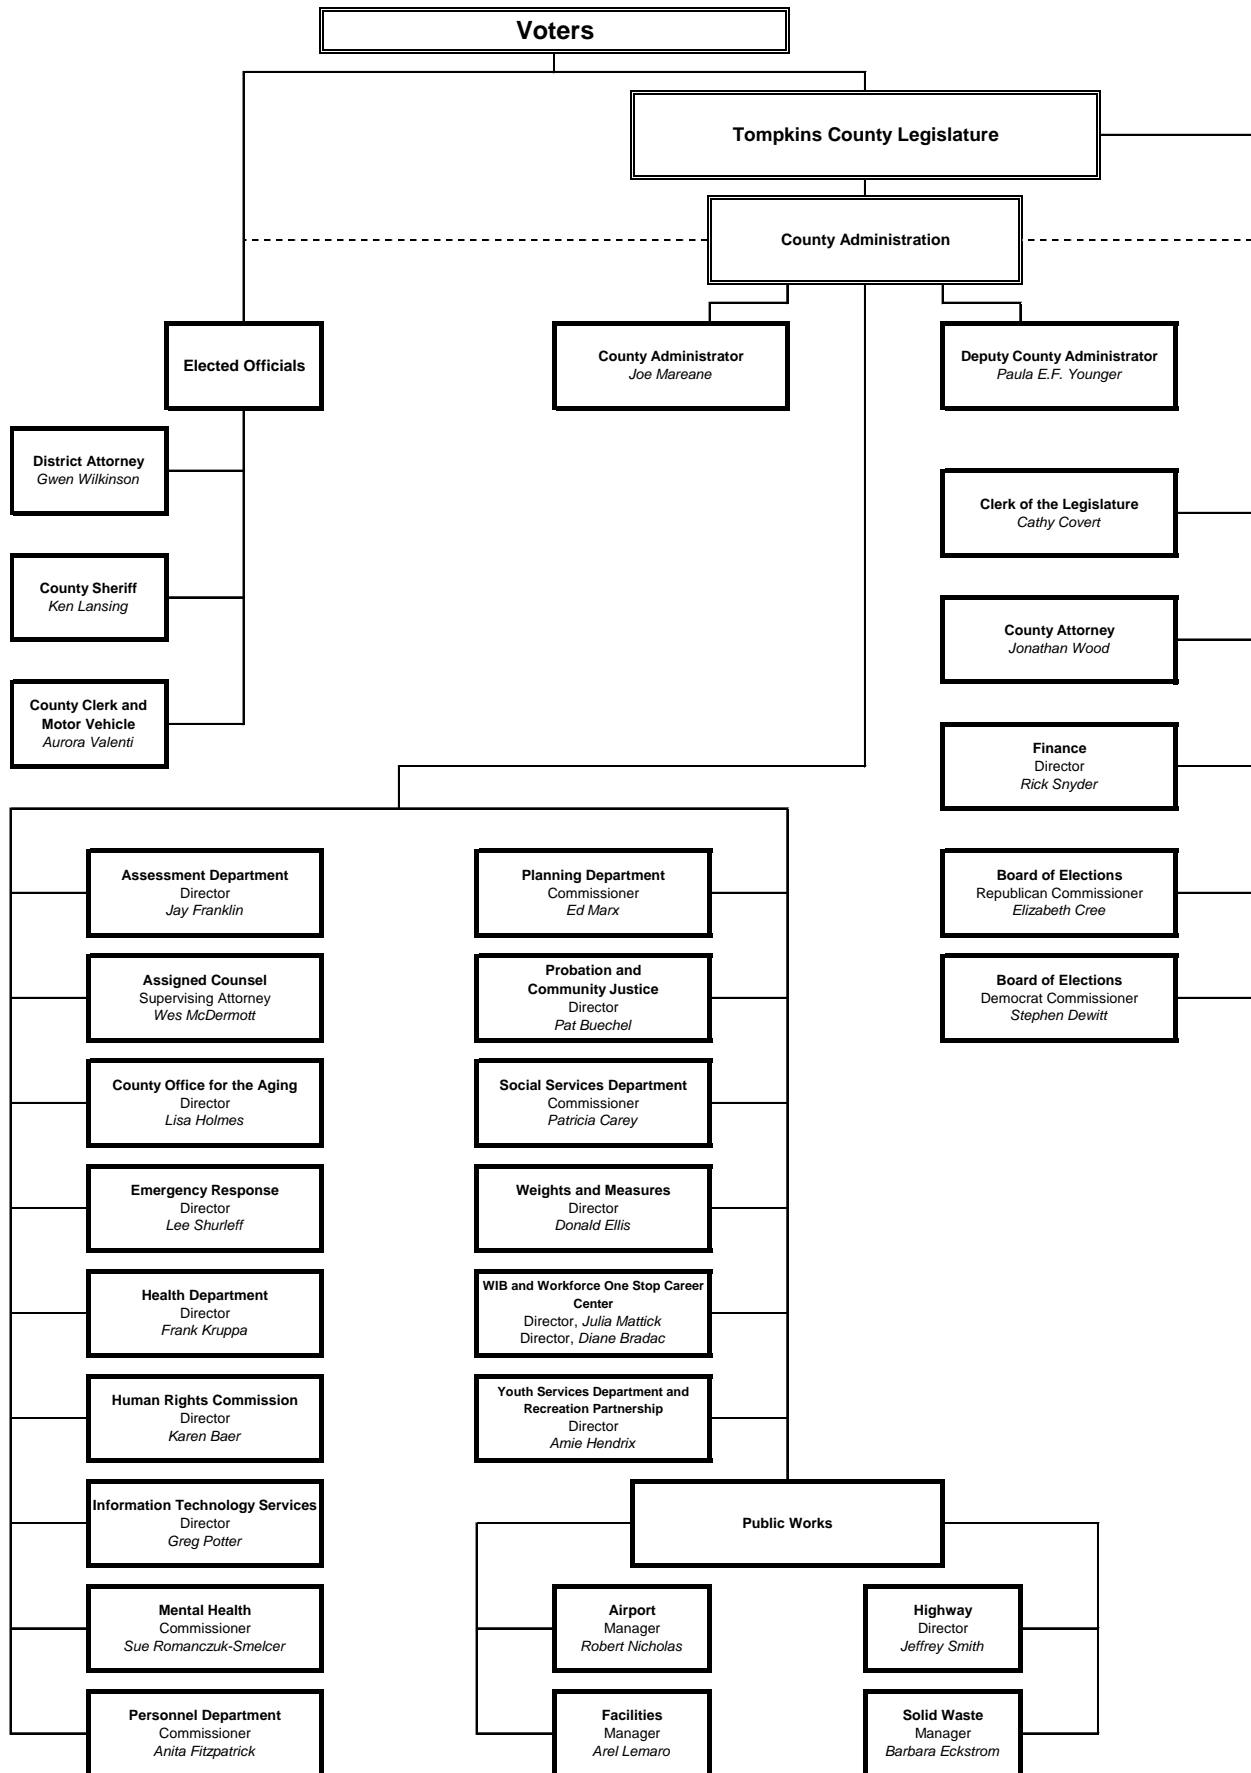 Voters
Tompkins County Legislature
County Administration
Elected Officials
County Administrator
Joe Mareane
Deputy County Administrator
Paula E.F. Younger
District Attorney
Gwen Wilkinson
County Sheriff
Ken Lansing
County Clerk and
Motor Vehicle
Aurora Valenti
Clerk of the Legislature
Cathy Covert
County Attorney
Jonathan Wood
Finance
Director
Rick Snyder
Board of Elections
Republican Commissioner
Elizabeth Cree
Board of Elections
Democrat Commissioner
Stephen Dewitt
Assessment Department
Director
Jay Franklin
Assigned Counsel
Supervising Attorney
Wes McDermott
County Office for the Aging
Director
Lisa Holmes
Emergency Response
Director
Lee Shurleff
Health Department
Director
Frank Kruppa
Human Rights Commission
Director
Karen Baer
Information Technology Services
Director
Greg Potter
Mental Health
Commissioner
Sue Romanczuk-Smelcer
Personnel Department
Commissioner
Anita Fitzpatrick
Planning Department
Commissioner
Ed Marx
Probation and
Community Justice
Director
Pat Buechel
Social Services Department
Commissioner
Patricia Carey
Weights and Measures
Director
Donald Ellis
WIB and Workforce One Stop Career
Center
Director, Julia Mattick
Director, Diane Bradac
Youth Services Department and
Recreation Partnership
Director
Amie Hendrix
Public Works
Airport
Manager
Robert Nicholas
Highway
Director
Jeffrey Smith
Facilities
Manager
Arel Lemaro
Solid Waste
Manager
Barbara Eckstrom